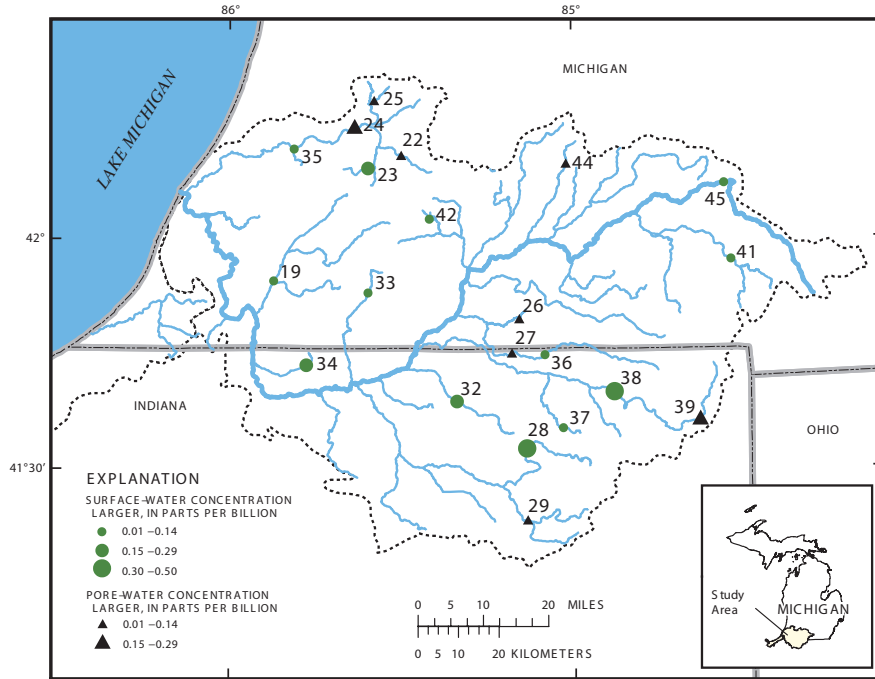 86°
85°
MICHIGAN
LAKE MICHIGAN
25
24
22
35
23
44
45
42
42°
41
19
33
26
27
36
34
38
32
39
INDIANA
37
28
OHIO
41°30'
EXPLANATION
SURFACE–WATER CONCENTRATION
LARGER, IN PARTS PER BILLION
0.01 –0.14
0.15 –0.29
0.30 –0.50
PORE–WATER CONCENTRATION
LARGER, IN PARTS PER BILLION
0.01 –0.14
0.15 –0.29
29
0 5 10 20 MILES
0 5 10 20 KILOMETERS
Study
Area
MICHIGAN